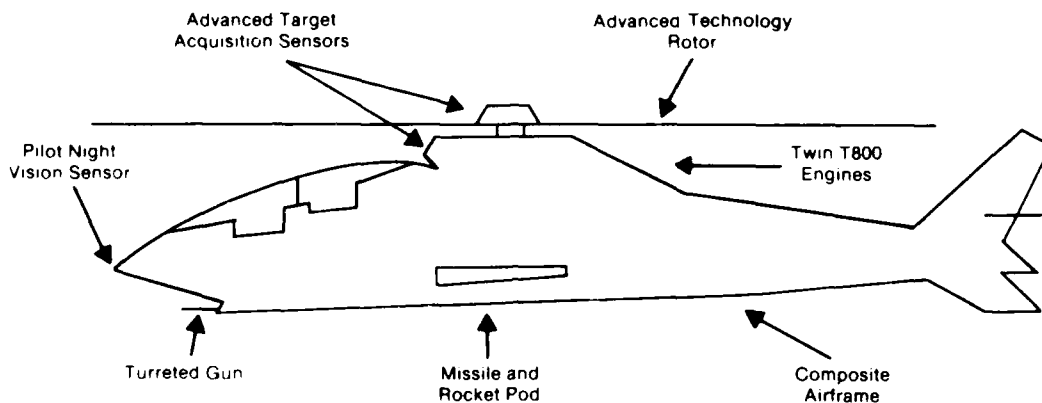 Advanced Target
Acquisition Sensors
Advanced Technology
Rotor
Pilot Night
Vision Sensor
Twin T800
Engines
Turreted Gun
Missile and
Rocket Pod
Composite
Airframe